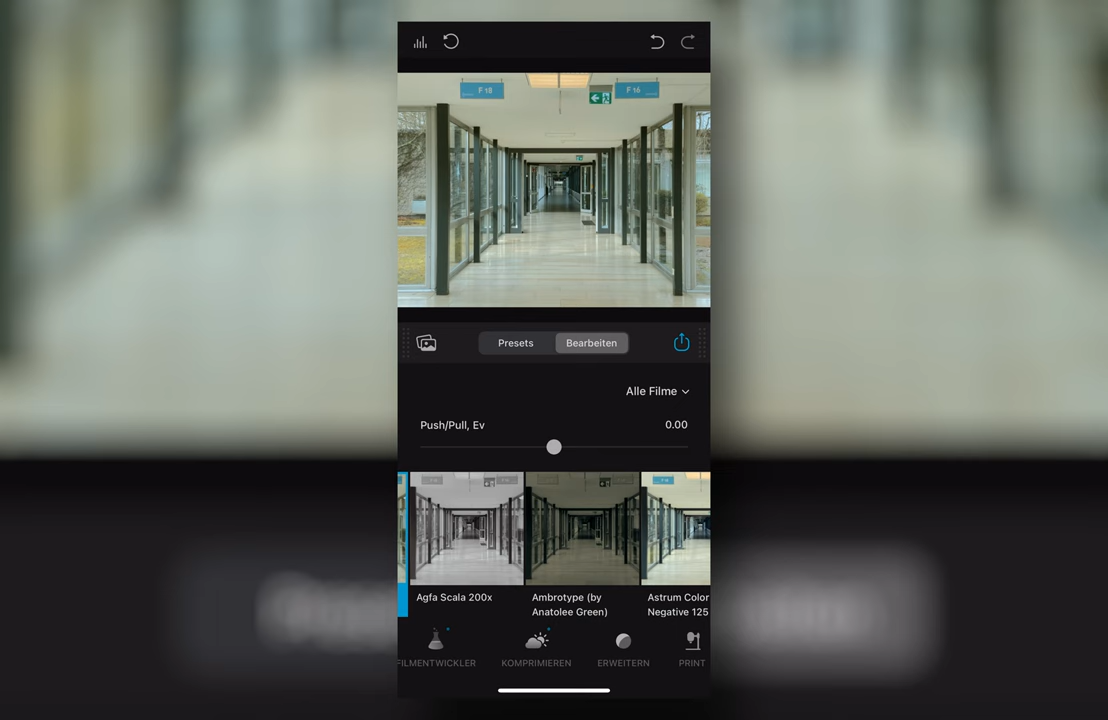 F 18
F 16
Presets
Bearbeiten
Alle Filme
Push/Pull, Ev
0.00
Agfa Scala 200x
Ambrotype (by
Anatolee Green)
Astrum Color
Negative 125
FILMENTWICKLER
KOMPRIMIEREN
ERWEITERN
PRINT